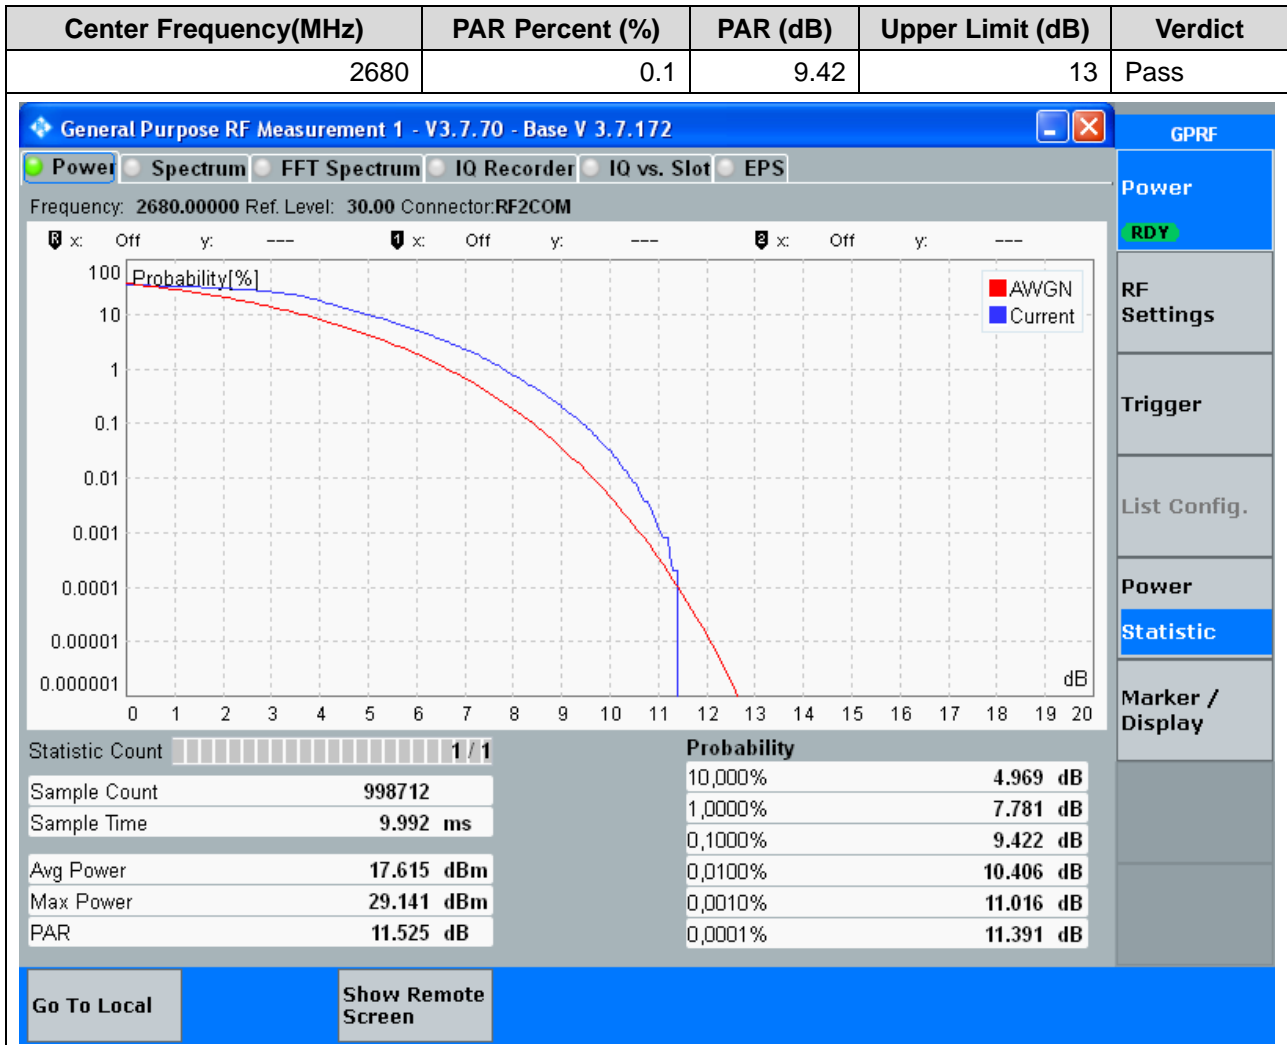 Center Frequency(MHz) PAR Percent (%) PAR (dB) Upper Limit (dB) Verdict
2680 0.1 9.42 13 Pass
General Purpose RF Measurement 1 - V3.7.70 - Base V 3.7.172
GPRF
Power Spectrum FFT Spectrum IQ Recorder IQ vs. Slot EPS
Frequency: 2680.00000 Ref. Level: 30.00 Connector:RF2COM
R x: Off y: --- 1 x: Off y: --- 2 x: Off y: ---
Probability[%]
100
10
1
0.1
0.01
0.001
0.0001
0.00001
0.000001
AWGN
Current
dB
0 1 2 3 4 5 6 7 8 9 10 11 12 13 14 15 16 17 18 19 20
Statistic Count 1 / 1
Sample Count 998712
Sample Time 9.992 ms
Avg Power 17.615 dBm
Max Power 29.141 dBm
PAR 11.525 dB
Probability
10,000% 4.969 dB
1,0000% 7.781 dB
0,1000% 9.422 dB
0,0100% 10.406 dB
0,0010% 11.016 dB
0,0001% 11.391 dB
Power
RDY
RF
Settings
Trigger
List Config.
Power
Statistic
Marker /
Display
Go To Local
Show Remote
Screen